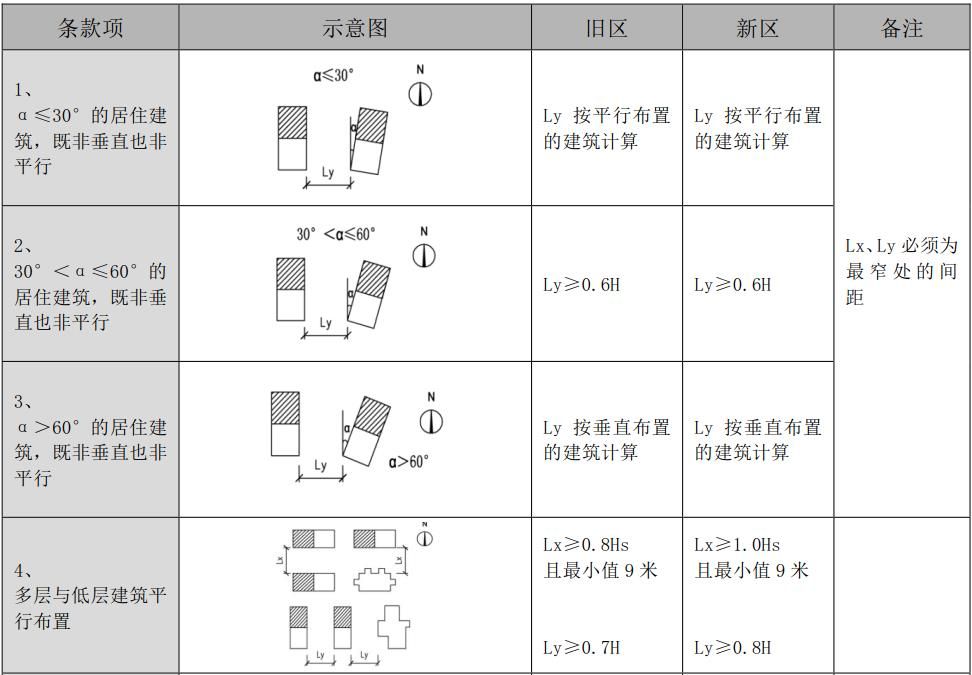 条款项 示意图 旧区 新区 备注
1、
α≤30°的居住建
筑，既非垂直也非
平行
α≤30°
N
α
Ly
Ly 按平行布置
的建筑计算
Ly 按平行布置
的建筑计算
Lx、Ly必须为
最窄处的间
距
2、
30°＜α≤60°的
居住建筑，既非垂
直也非平行
30°＜α≤60°
N
α
Ly
Ly≥0.6H
Ly≥0.6H
3、
α＞60°的居住建
筑，既非垂直也非
平行
N
α
α>60°
Ly
Ly 按垂直布置
的建筑计算
Ly 按垂直布置
的建筑计算
4、
多层与低层建筑平
行布置
N
Lx
Lx
Ly
Ly
Lx≥0.8Hs
且最小值9米
Ly≥0.7H
Lx≥1.0Hs
且最小值9米
Ly≥0.8H